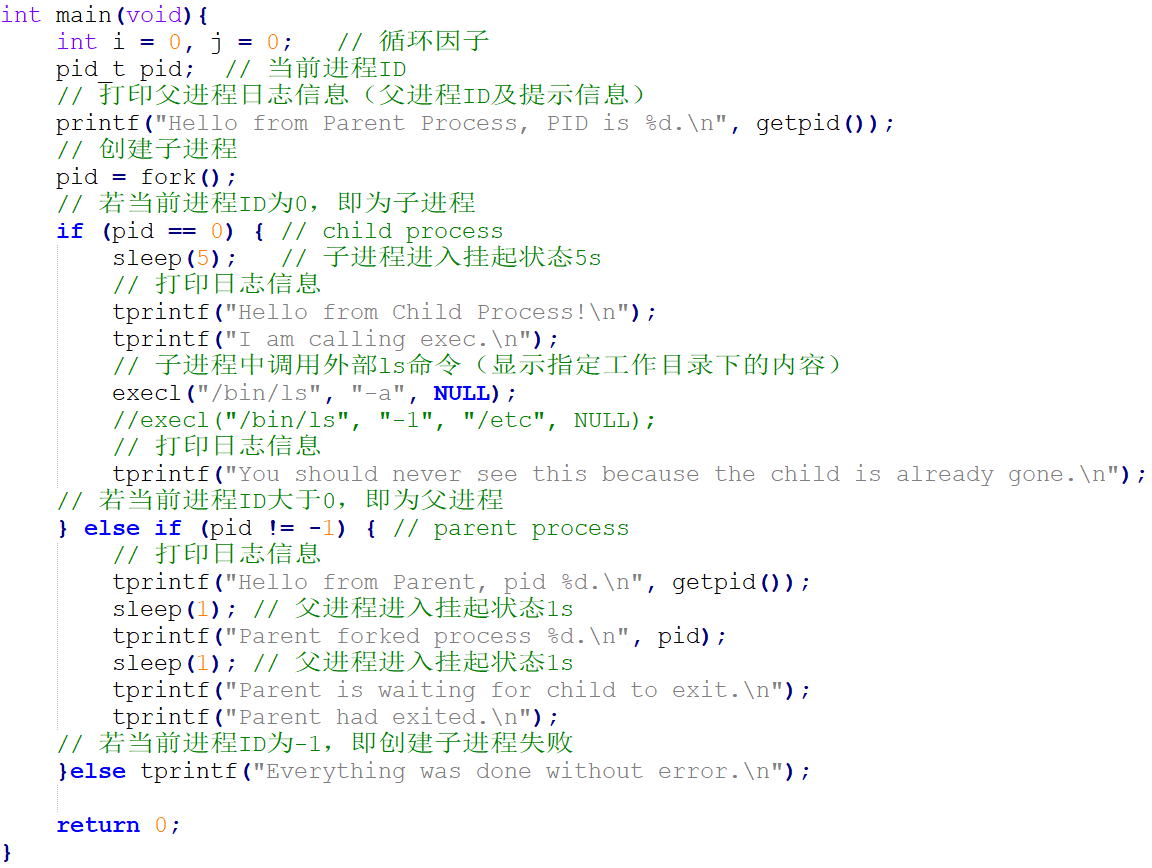 int main(void){
    int i = 0, j = 0;   // 循环因子
    pid_t pid;  // 当前进程ID
    // 打印父进程日志信息（父进程ID及提示信息）
    printf("Hello from Parent Process, PID is %d.\n", getpid());
    // 创建子进程
    pid = fork();
    // 若当前进程ID为0，即为子进程
    if (pid == 0) { // child process
        sleep(5);   // 子进程进入挂起状态5s
        // 打印日志信息
        tprintf("Hello from Child Process!\n");
        tprintf("I am calling exec.\n");
        // 子进程中调用外部ls命令（显示指定工作目录下的内容）
        execl("/bin/ls", "-a", NULL);
        //execl("/bin/ls", "-1", "/etc", NULL);
        // 打印日志信息
        tprintf("You should never see this because the child is already gone.\n");
    // 若当前进程ID大于0，即为父进程
    } else if (pid != -1) { // parent process
        // 打印日志信息
        tprintf("Hello from Parent, pid %d.\n", getpid());
        sleep(1); // 父进程进入挂起状态1s
        tprintf("Parent forked process %d.\n", pid);
        sleep(1); // 父进程进入挂起状态1s
        tprintf("Parent is waiting for child to exit.\n");
        tprintf("Parent had exited.\n");
    // 若当前进程ID为-1，即创建子进程失败
    }else tprintf("Everything was done without error.\n");
    return 0;
}